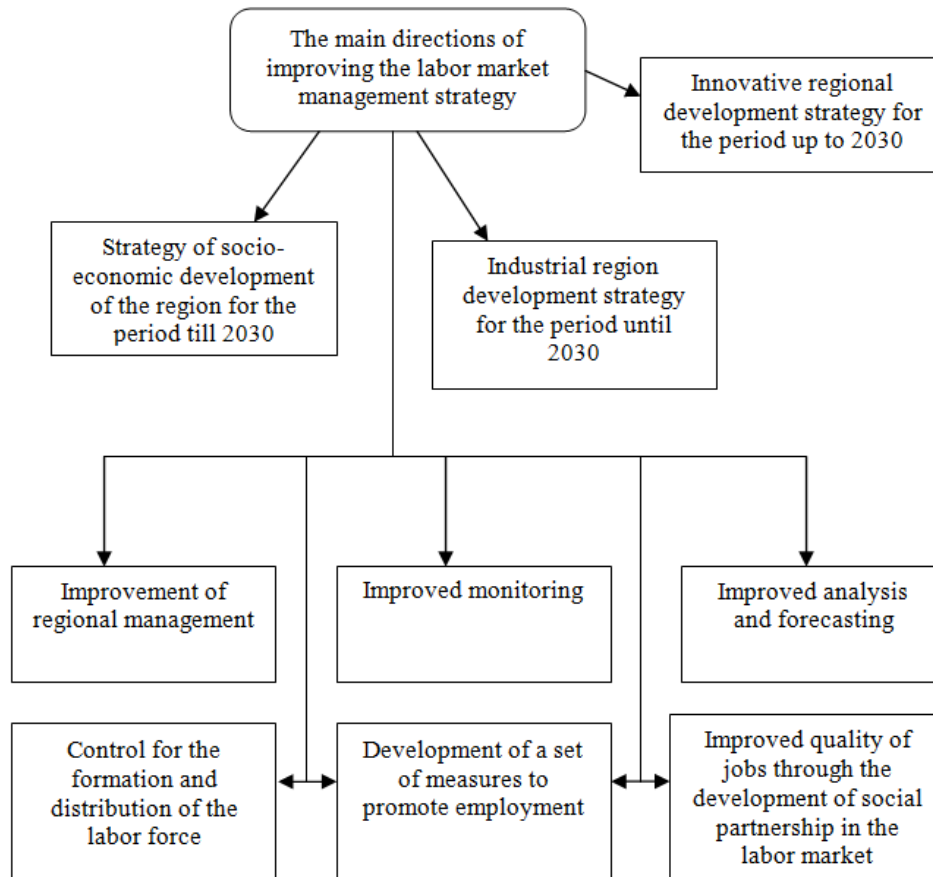 The main directions of
improving the labor market
management strategy
Innovative regional
development strategy for
the period up to 2030
Strategy of socio-
economic development
of the region for the
period till 2030
Industrial region
development strategy
for the period until
2030
Improvement of
regional management
Improved monitoring
Improved analysis
and forecasting
Control for the
formation and
distribution of the
labor force
Development of a set
of measures to
promote employment
Improved quality of
jobs through the
development of social
partnership in the
labor market